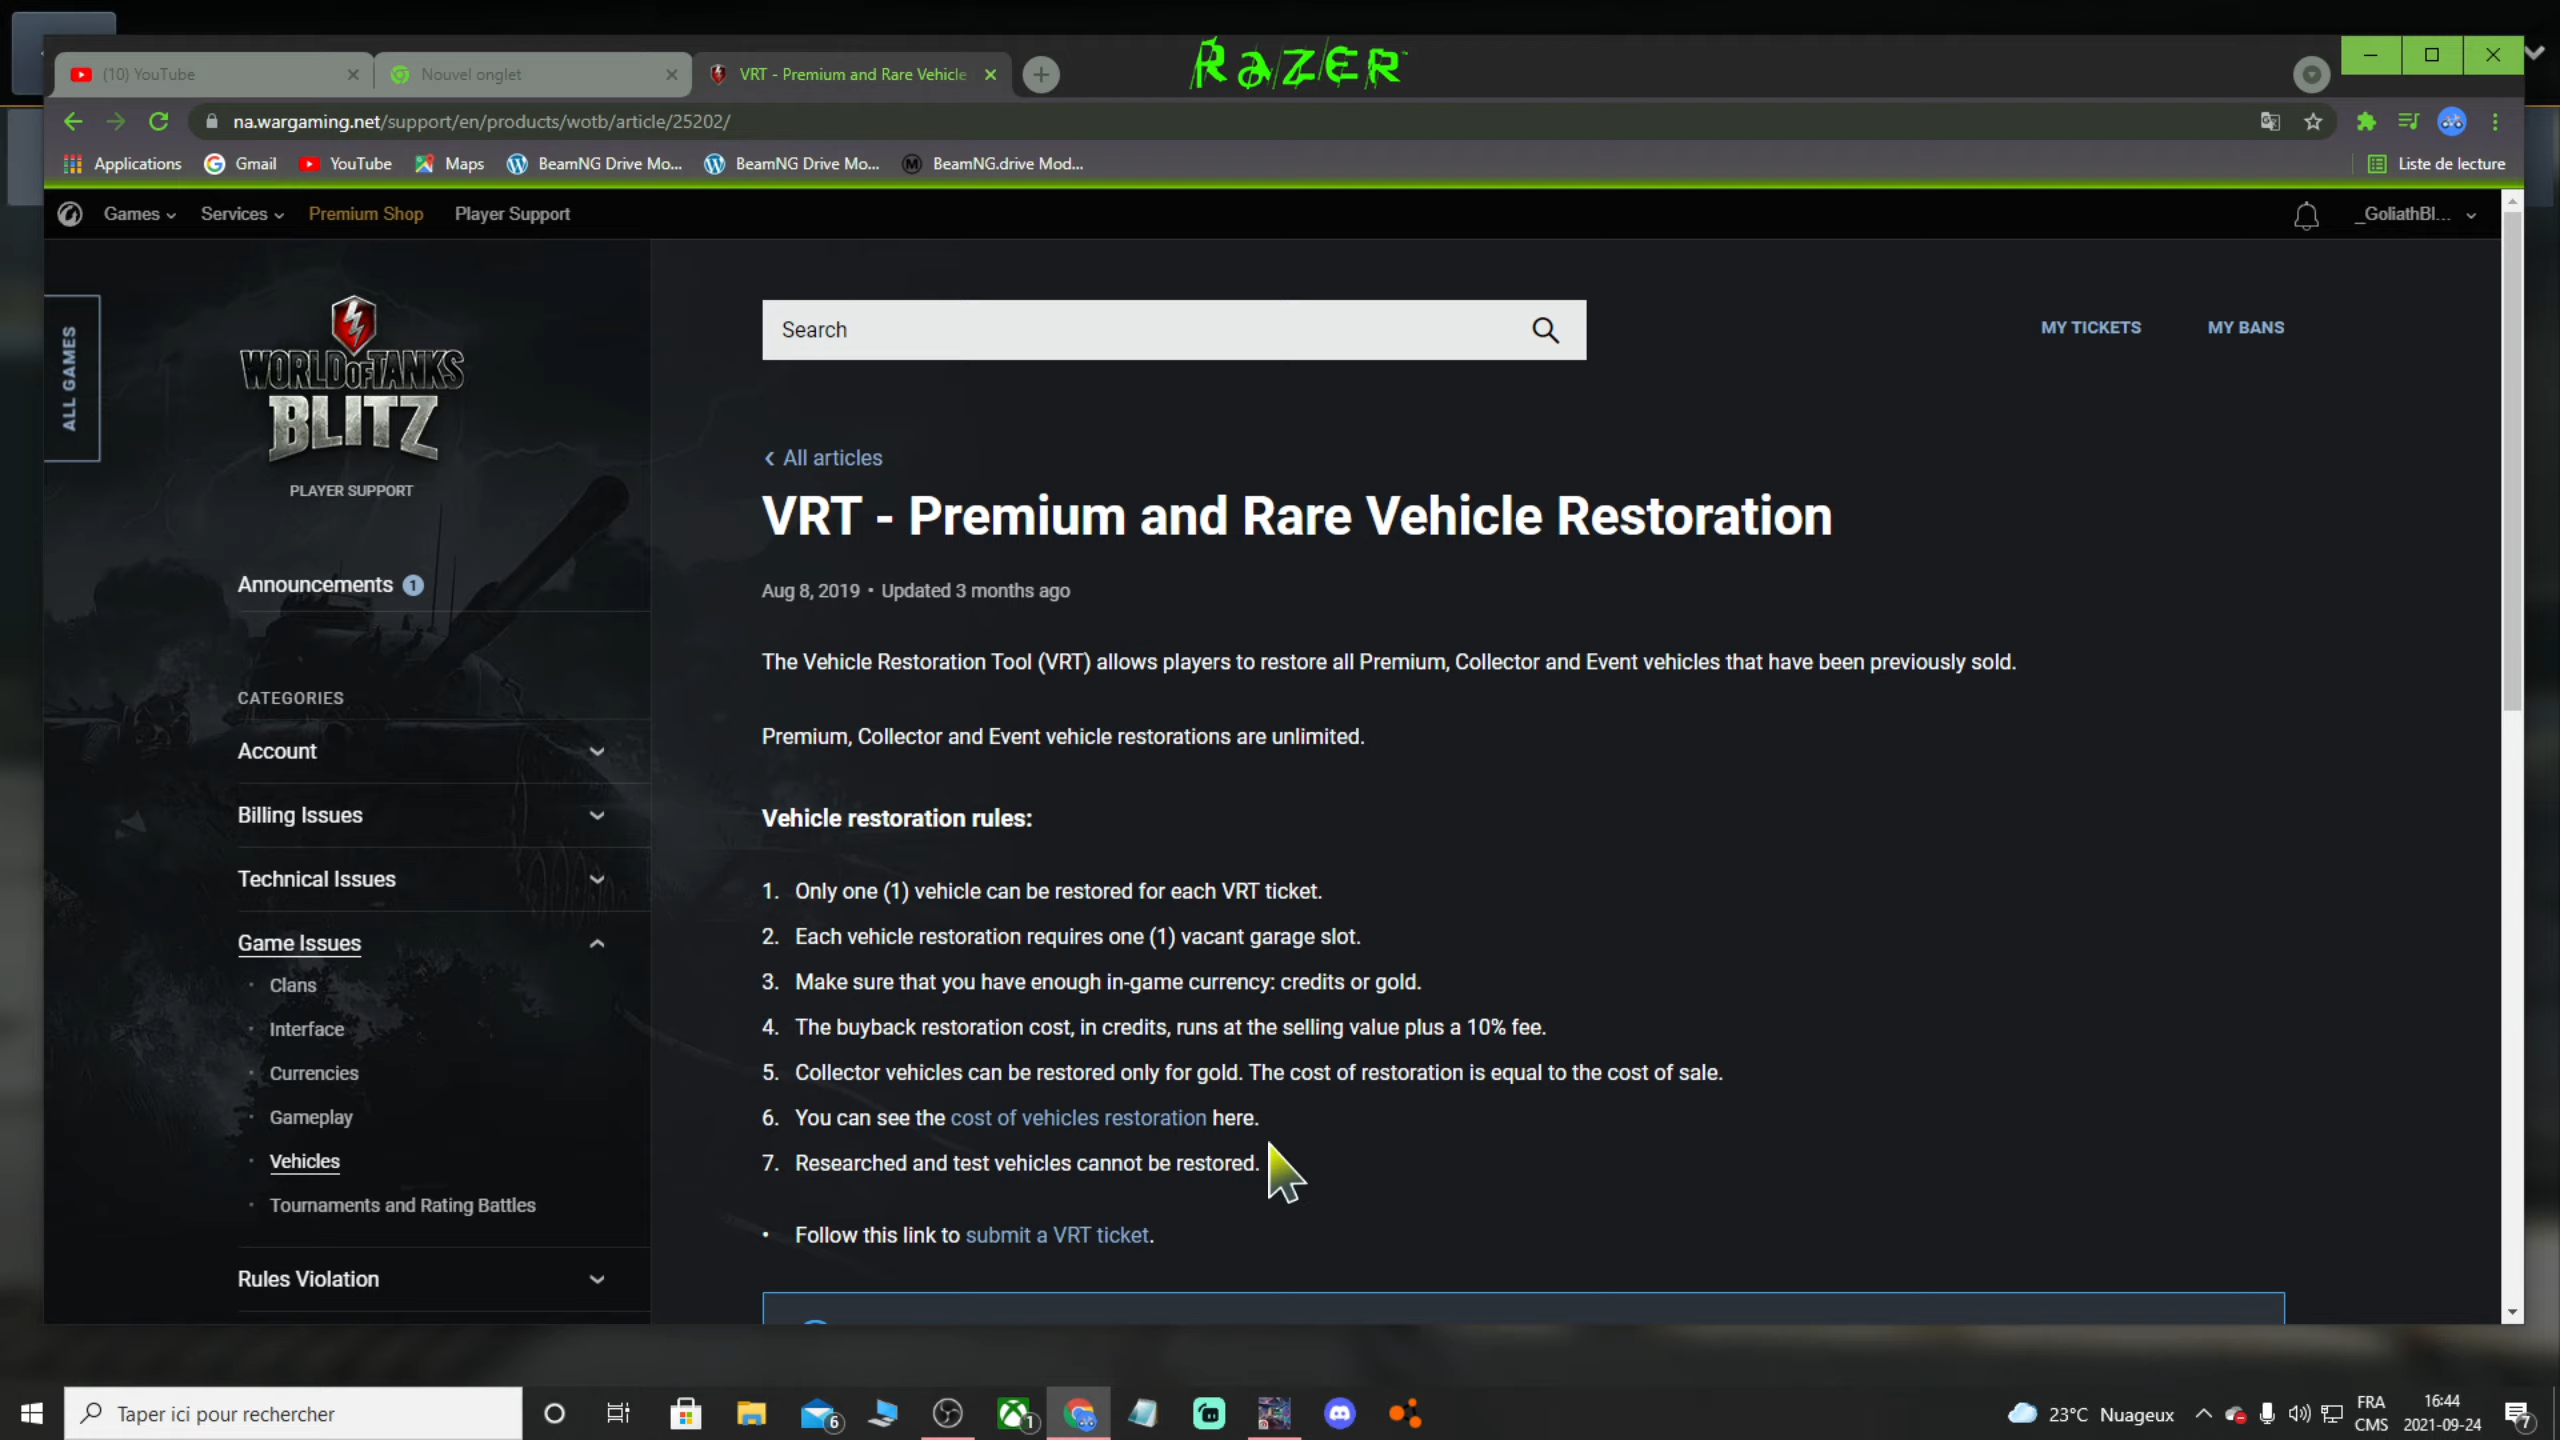 RAZER
(10) YouTube
Nouvel onglet
VRT - Premium and Rare Vehicle
na.wargaming.net/support/en/products/wotb/article/25202/
Applications
Gmail
YouTube
Maps
BeamNG Drive Mo...
BeamNG Drive Mo...
BeamNG.drive Mod...
Liste de lecture
Games
Services
Premium Shop
Player Support
_GoliathBl...
ALL GAMES
WORLD OF TANKS
BLITZ
PLAYER SUPPORT
Search
MY TICKETS
MY BANS
Announcements 1
CATEGORIES
Account
Billing Issues
Technical Issues
Game Issues
· Clans
· Interface
· Currencies
· Gameplay
· Vehicles
· Tournaments and Rating Battles
Rules Violation
‹ All articles
VRT - Premium and Rare Vehicle Restoration
Aug 8, 2019 • Updated 3 months ago
The Vehicle Restoration Tool (VRT) allows players to restore all Premium, Collector and Event vehicles that have been previously sold.
Premium, Collector and Event vehicle restorations are unlimited.
Vehicle restoration rules:
1. Only one (1) vehicle can be restored for each VRT ticket.
2. Each vehicle restoration requires one (1) vacant garage slot.
3. Make sure that you have enough in-game currency: credits or gold.
4. The buyback restoration cost, in credits, runs at the selling value plus a 10% fee.
5. Collector vehicles can be restored only for gold. The cost of restoration is equal to the cost of sale.
6. You can see the cost of vehicles restoration here.
7. Researched and test vehicles cannot be restored.
• Follow this link to submit a VRT ticket.
Taper ici pour rechercher
6
1
23°C Nuageux
FRA
CMS
16:44
2021-09-24
7